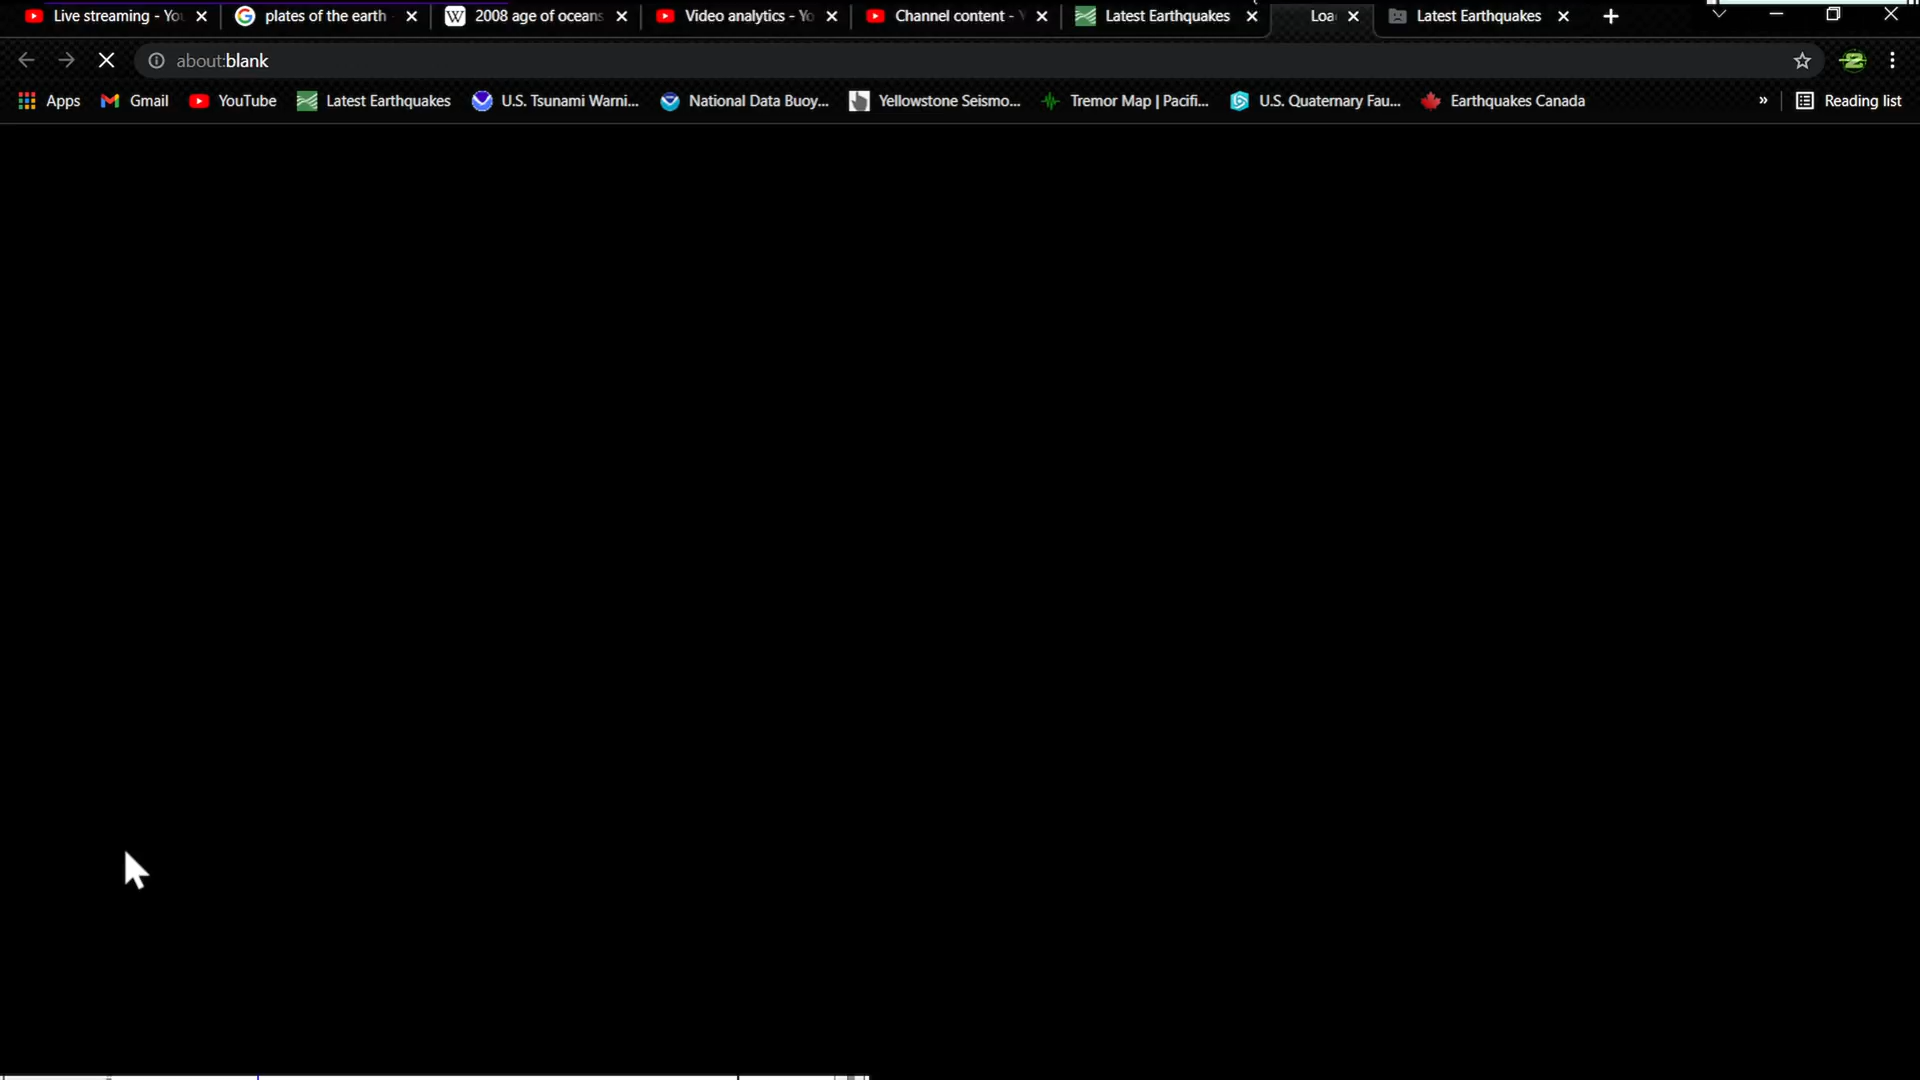 Live streaming - You
plates of the earth
2008 age of oceans
Video analytics - Yo
Channel content - Y
Latest Earthquakes
Loa
Latest Earthquakes
about:blank
Apps
Gmail
YouTube
Latest Earthquakes
U.S. Tsunami Warni...
National Data Buoy...
Yellowstone Seismo...
Tremor Map | Pacifi...
U.S. Quaternary Fau...
Earthquakes Canada
»
Reading list